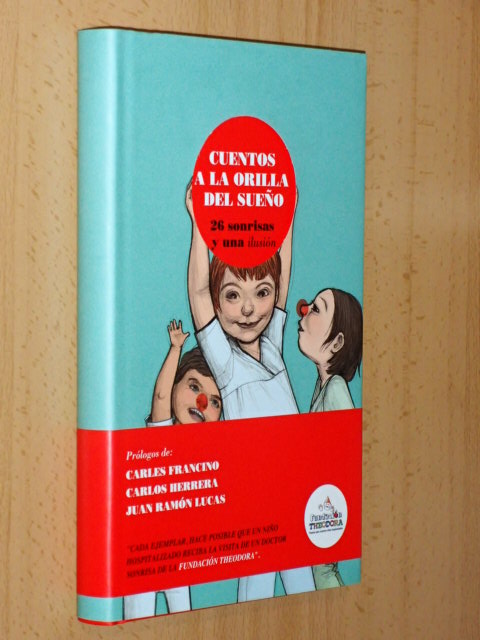 CUENTOS
A LA ORILLA
DEL SUEÑO
26 sonrisas
y una ilusión
Prólogos de:
CARLES FRANCINO
CARLOS HERRERA
JUAN RAMÓN LUCAS
"CADA EJEMPLAR, HACE POSIBLE QUE UN NIÑO
HOSPITALIZADO RECIBA LA VISITA DE UN DOCTOR
SONRISA DE LA FUNDACIÓN THEODORA".
Fundación
THEODORA